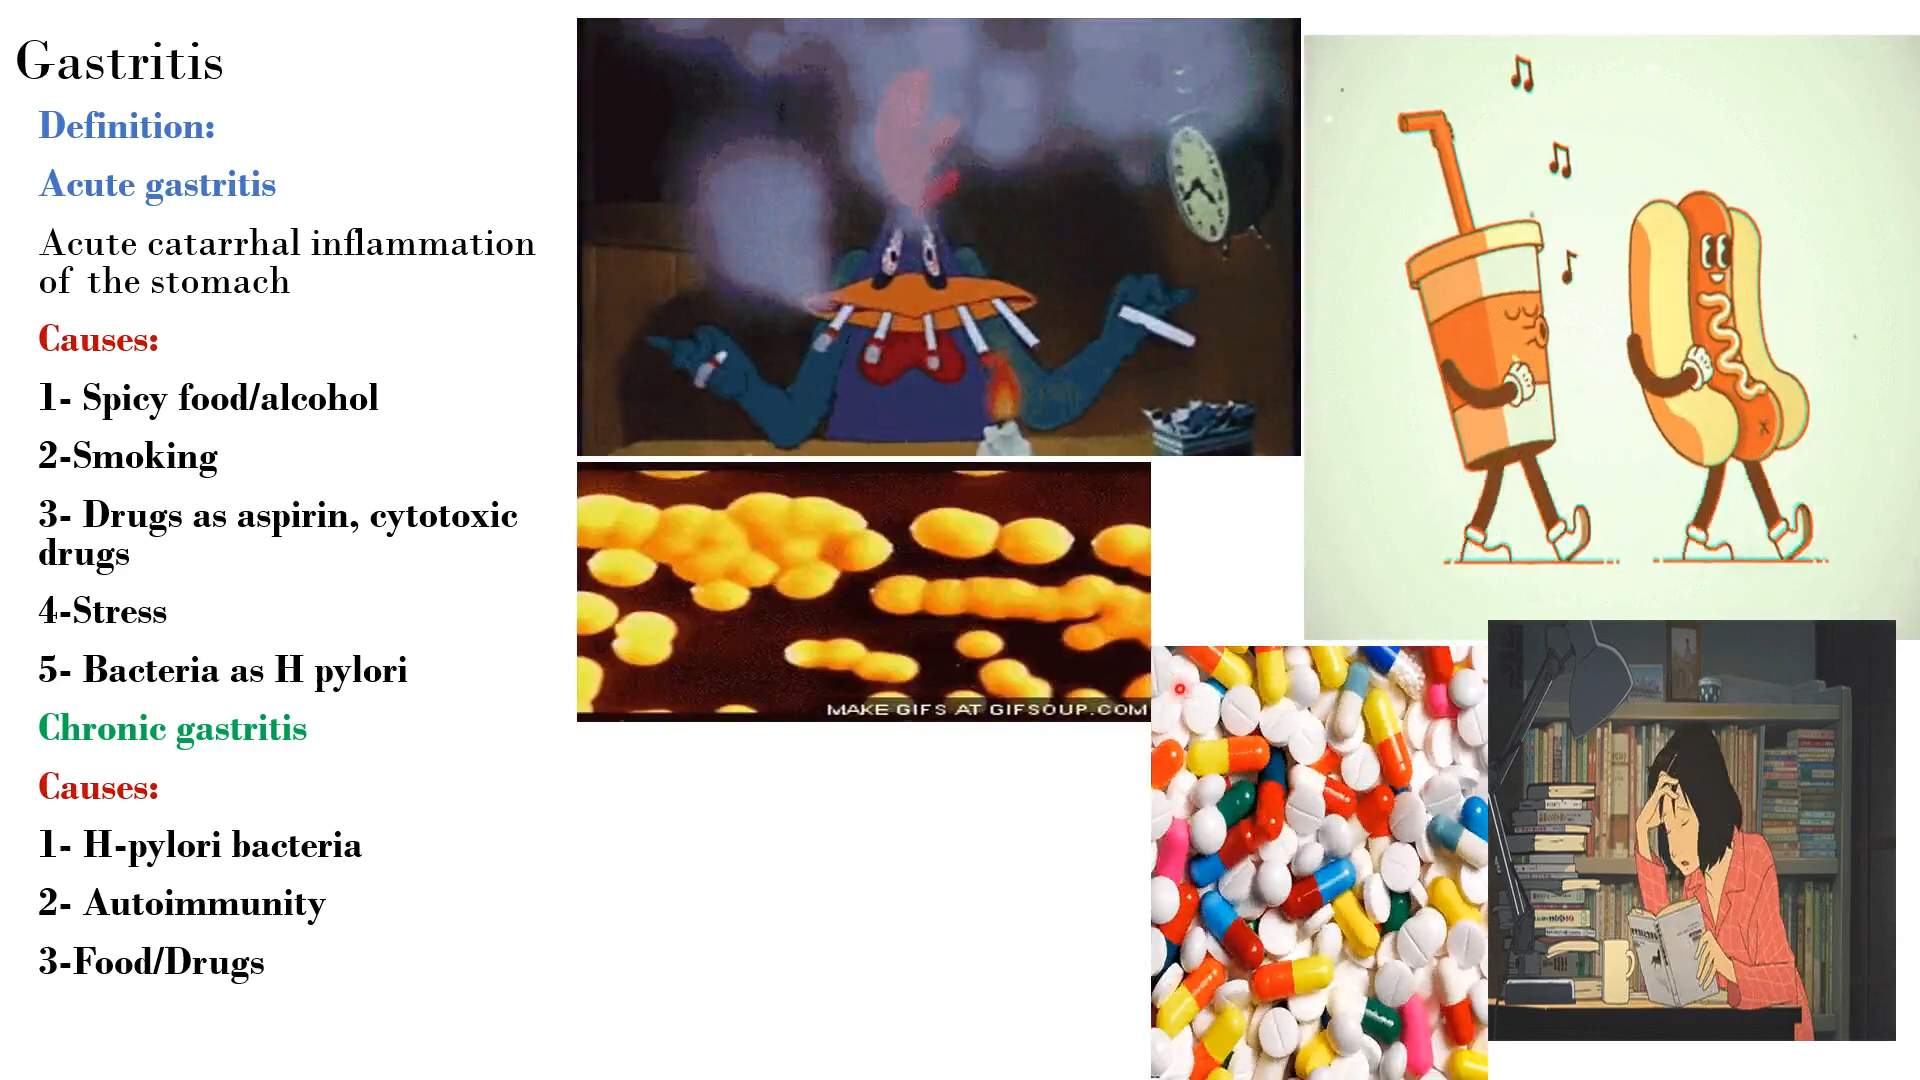 Gastritis
Definition:
Acute gastritis
Acute catarrhal inflammation
of the stomach
Causes:
1- Spicy food/alcohol
2-Smoking
3- Drugs as aspirin, cytotoxic
drugs
4-Stress
5- Bacteria as H pylori
Chronic gastritis
Causes:
1- H-pylori bacteria
2- Autoimmunity
3-Food/Drugs
MAKE GIFS AT GIFSOUP.COM